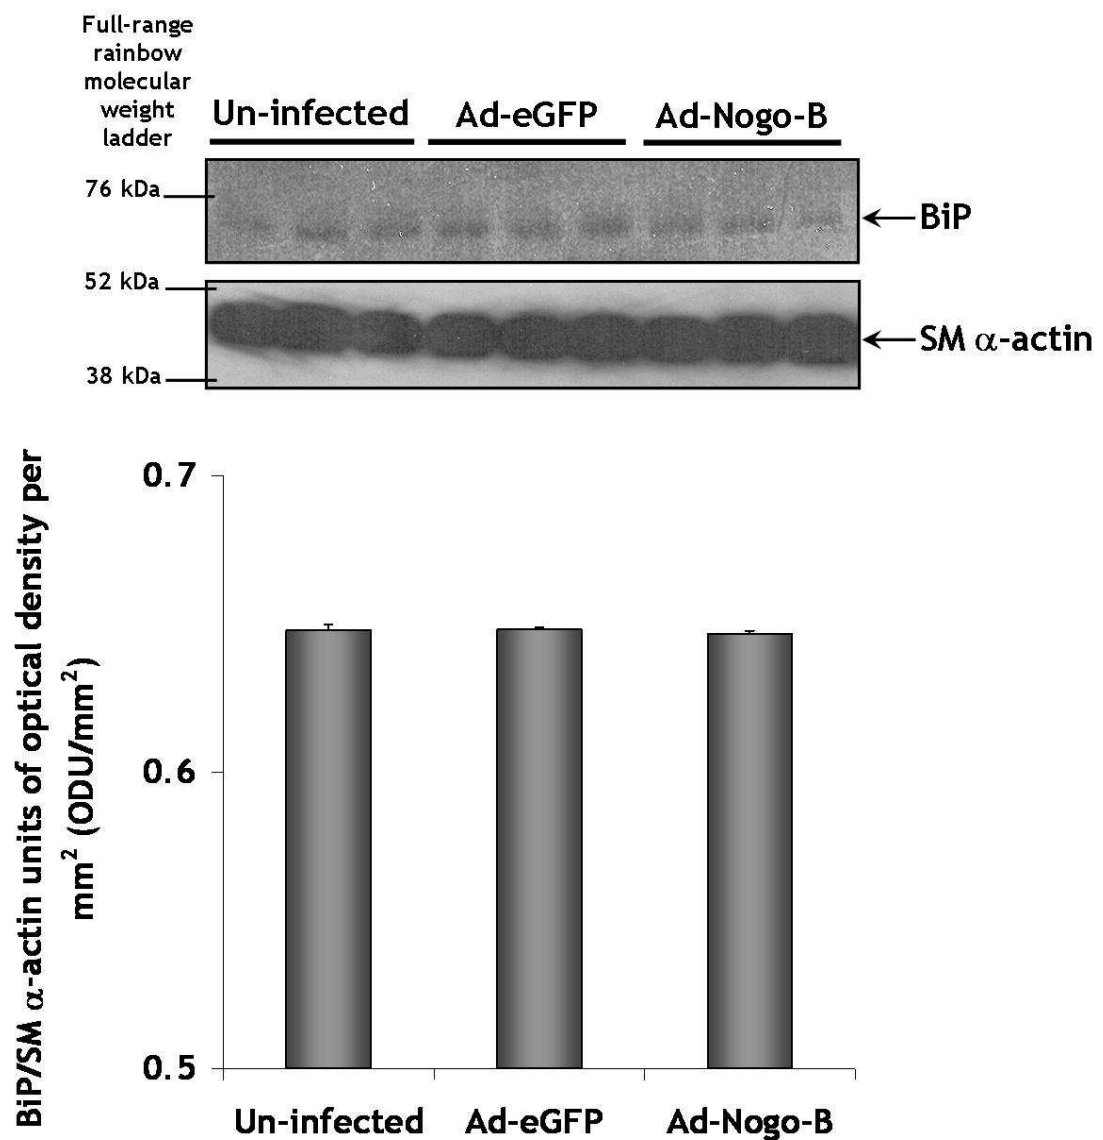 Full-range
rainbow
molecular
weight
ladder
Un-infected Ad-eGFP Ad-Nogo-B
76 kDa
BiP
52 kDa
SM α-actin
38 kDa
BiP/SM α-actin units of optical density per
mm² (ODU/mm²)
0.7
0.6
0.5
Un-infected Ad-eGFP Ad-Nogo-B